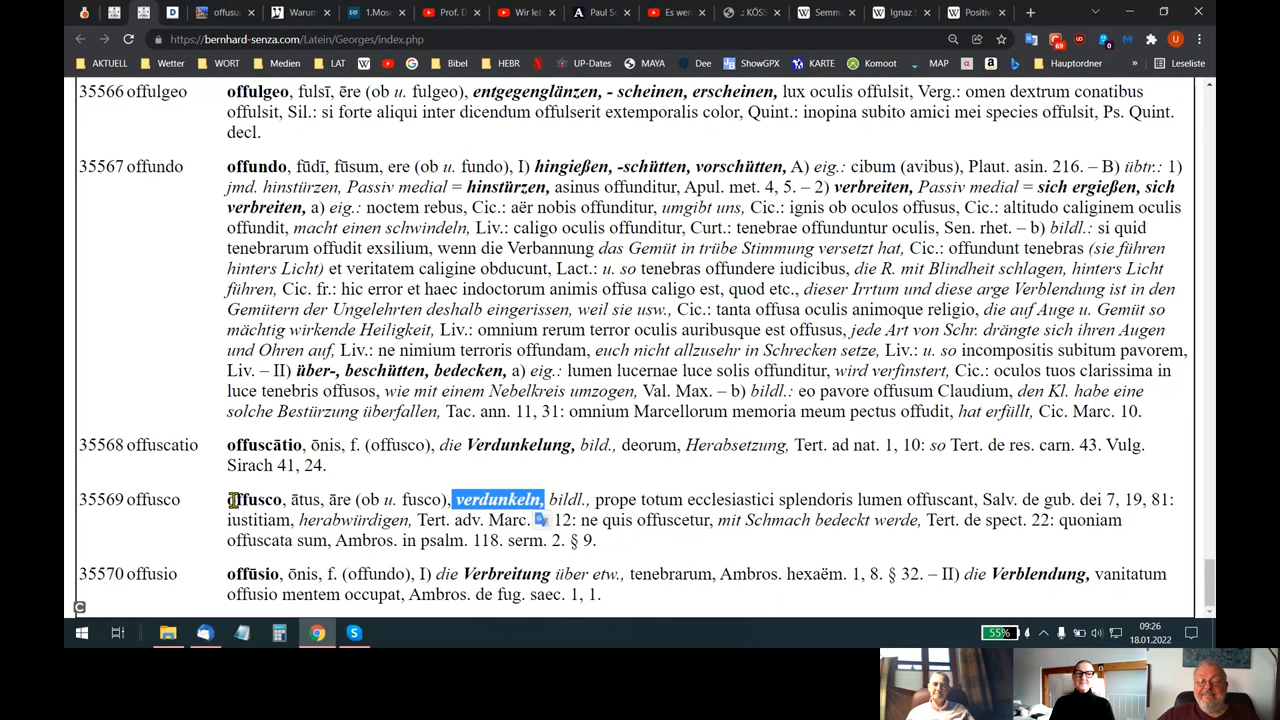 offusu
Warum
1.Mose
Prof. D
Wir lel
Paul Sc
Es wer
.: KÖSS
Semm
Ignaz S
Positiv
https://bernhard-senza.com/Latein/Georges/index.php
69
0
U
AKTUELL
Wetter
WORT
Medien
LAT
Bibel
HEBR
UP-Dates
MAYA
Dee
ShowGPX
KARTE
Komoot
MAP
Hauptordner
Leseliste
35566 offulgeo offulgeo, fulsī, ēre (ob u. fulgeo), entgegenglänzen, - scheinen, erscheinen, lux oculis offulsit, Verg.: omen dextrum conatibus
offulsit, Sil.: si forte aliqui inter dicendum offulserit extemporalis color, Quint.: inopina subito amici mei species offulsit, Ps. Quint.
decl.
35567 offundo offundo, fūdī, fūsum, ere (ob u. fundo), I) hingießen, -schütten, vorschütten, A) eig.: cibum (avibus), Plaut. asin. 216. – B) übtr.: 1)
jmd. hinstürzen, Passiv medial = hinstürzen, asinus offunditur, Apul. met. 4, 5. – 2) verbreiten, Passiv medial = sich ergießen, sich
verbreiten, a) eig.: noctem rebus, Cic.: aër nobis offunditur, umgibt uns, Cic.: ignis ob oculos offusus, Cic.: altitudo caliginem oculis
offundit, macht einen schwindeln, Liv.: caligo oculis offunditur, Curt.: tenebrae offunduntur oculis, Sen. rhet. – b) bildl.: si quid
tenebrarum offudit exsilium, wenn die Verbannung das Gemüt in trübe Stimmung versetzt hat, Cic.: offundunt tenebras (sie führen
hinters Licht) et veritatem caligine obducunt, Lact.: u. so tenebras offundere iudicibus, die R. mit Blindheit schlagen, hinters Licht
führen, Cic. fr.: hic error et haec indoctorum animis offusa caligo est, quod etc., dieser Irrtum und diese arge Verblendung ist in den
Gemütern der Ungelehrten deshalb eingerissen, weil sie usw., Cic.: tanta offusa oculis animoque religio, die auf Auge u. Gemüt so
mächtig wirkende Heiligkeit, Liv.: omnium rerum terror oculis auribusque est offusus, jede Art von Schr. drängte sich ihren Augen
und Ohren auf, Liv.: ne nimium terroris offundam, euch nicht allzusehr in Schrecken setze, Liv.: u. so incompositis subitum pavorem,
Liv. – II) über-, beschütten, bedecken, a) eig.: lumen lucernae luce solis offunditur, wird verfinstert, Cic.: oculos tuos clarissima in
luce tenebris offusos, wie mit einem Nebelkreis umzogen, Val. Max. – b) bildl.: eo pavore offusum Claudium, den Kl. habe eine
solche Bestürzung überfallen, Tac. ann. 11, 31: omnium Marcellorum memoria meum pectus offudit, hat erfüllt, Cic. Marc. 10.
35568 offuscatio offuscātio, ōnis, f. (offusco), die Verdunkelung, bild., deorum, Herabsetzung, Tert. ad nat. 1, 10: so Tert. de res. carn. 43. Vulg.
Sirach 41, 24.
35569 offusco offusco, ātus, āre (ob u. fusco), verdunkeln, bildl., prope totum ecclesiastici splendoris lumen offuscant, Salv. de gub. dei 7, 19, 81:
iustitiam, herabwürdigen, Tert. adv. Marc. 12: ne quis offuscetur, mit Schmach bedeckt werde, Tert. de spect. 22: quoniam
offuscata sum, Ambros. in psalm. 118. serm. 2. § 9.
35570 offusio offūsio, ōnis, f. (offundo), I) die Verbreitung über etw., tenebrarum, Ambros. hexaëm. 1, 8. § 32. – II) die Verblendung, vanitatum
offusio mentem occupat, Ambros. de fug. saec. 1, 1.
55%
09:26
18.01.2022